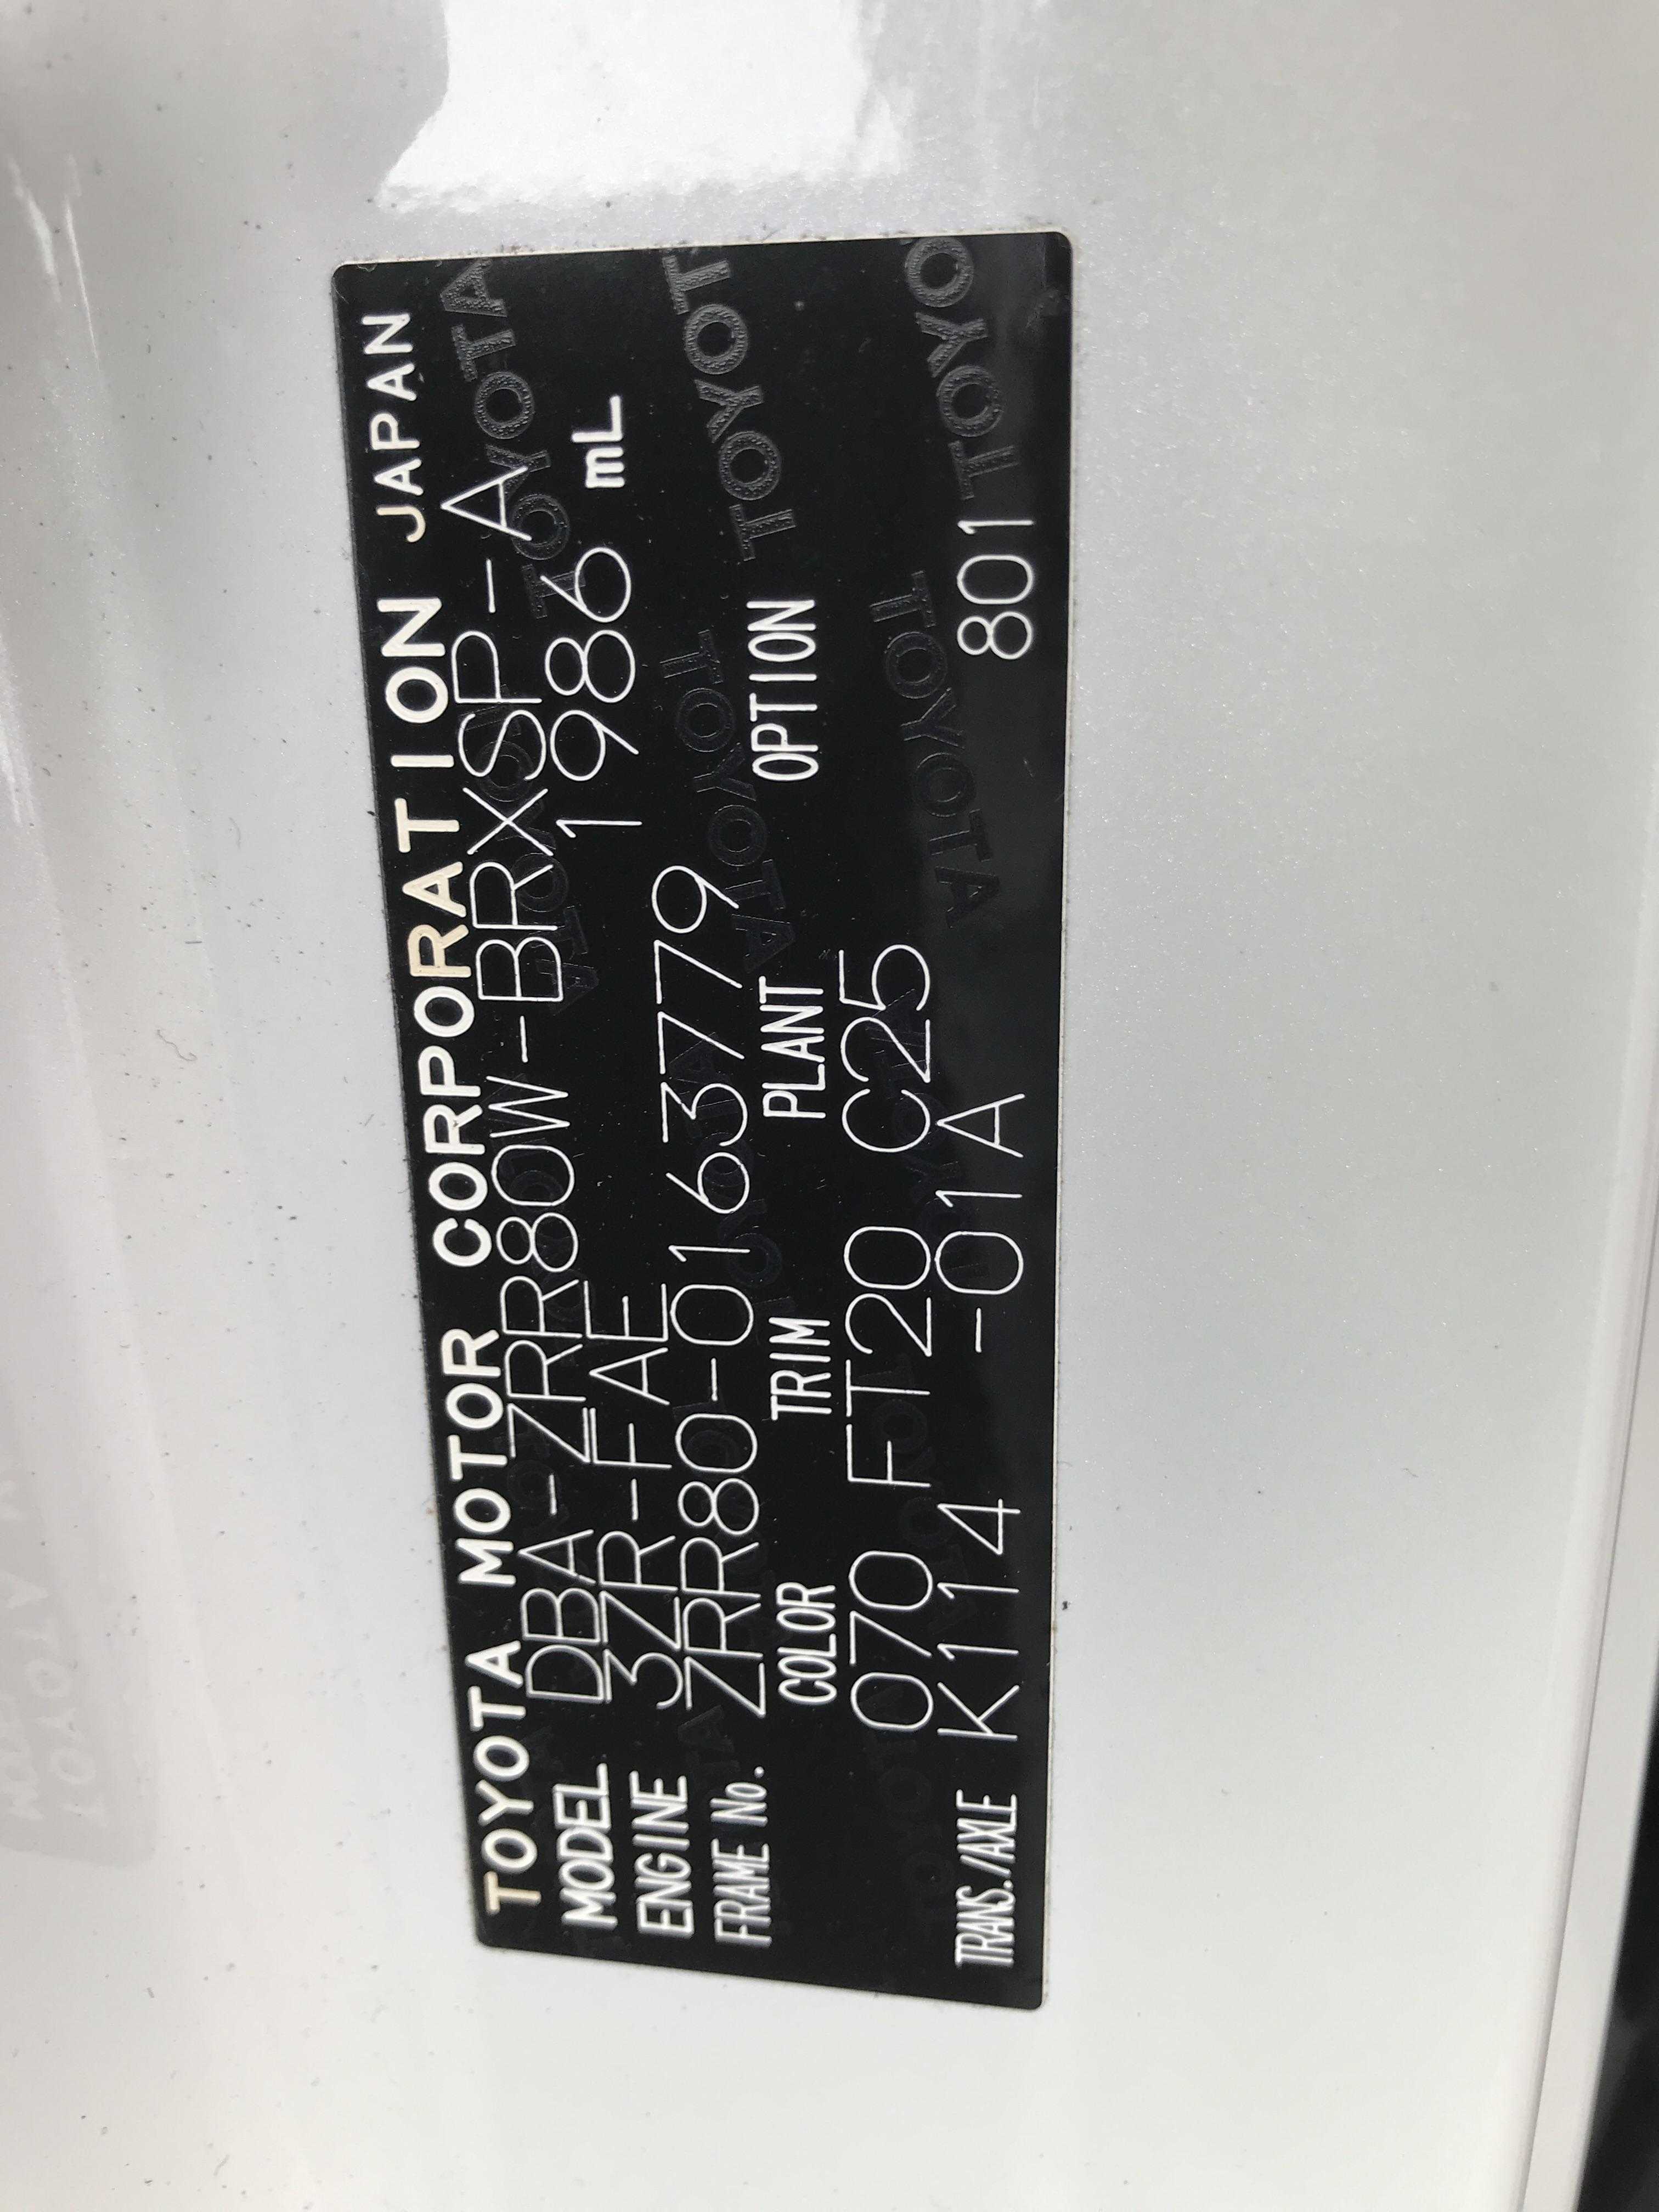 TOYOTA MOTOR CORPORATION JAPAN
MODEL DBA-ZRR80W-BRXSP-A
ENGINE 3ZR-FAE 1986 mL
FRAME No. ZRR80-0163779
COLOR TRIM PLANT OPTION
070 FT20 C25
TRANS./AXLE K114 -01A 801